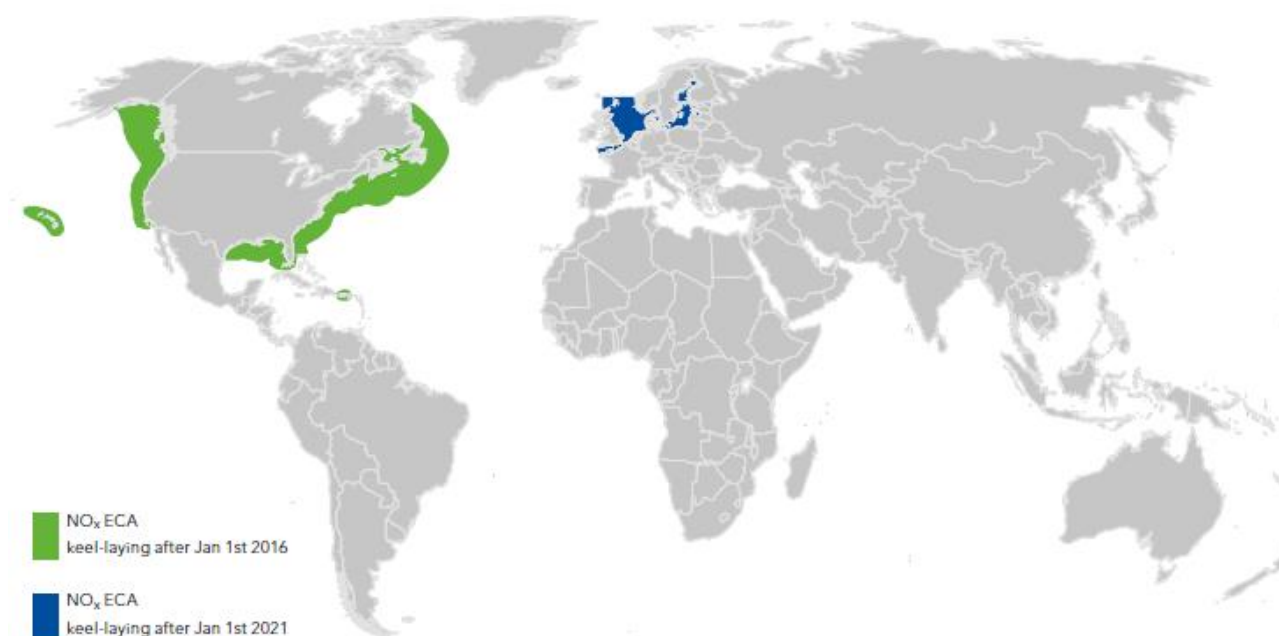 NOₓ ECA
keel-laying after Jan 1st 2016
NOₓ ECA
keel-laying after Jan 1st 2021